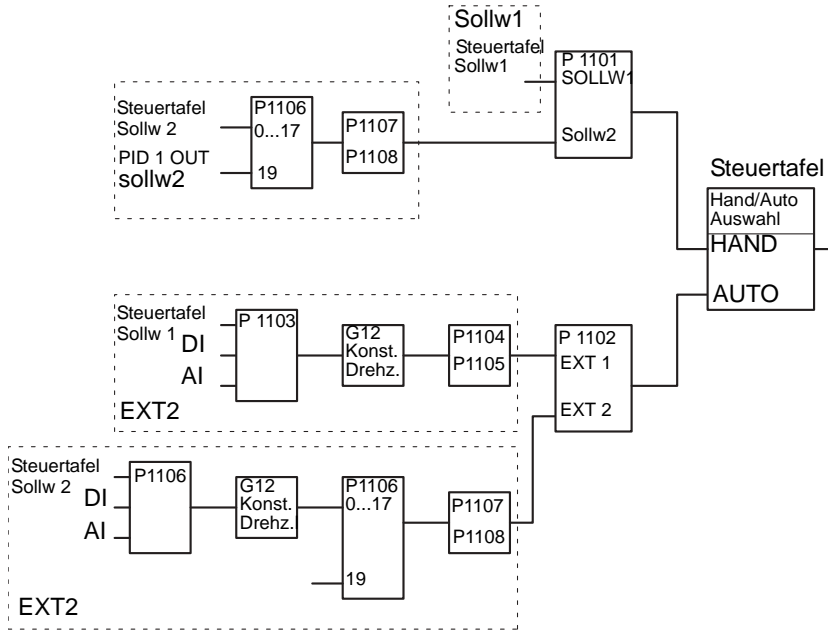 Sollw1
Steuertafel
Sollw1
P 1101
SOLLW1
Sollw2
Steuertafel
Sollw 2
PID 1 OUT
sollw2
P1106
0...17
19
P1107
P1108
Steuertafel
Hand/Auto
Auswahl
HAND
AUTO
Steuertafel
Sollw 1
DI
AI
EXT2
P 1103
G12
Konst.
Drehz.
P1104
P1105
P 1102
EXT 1
EXT 2
Steuertafel
Sollw 2
DI
AI
EXT2
P1106
G12
Konst.
Drehz.
P1106
0...17
19
P1107
P1108